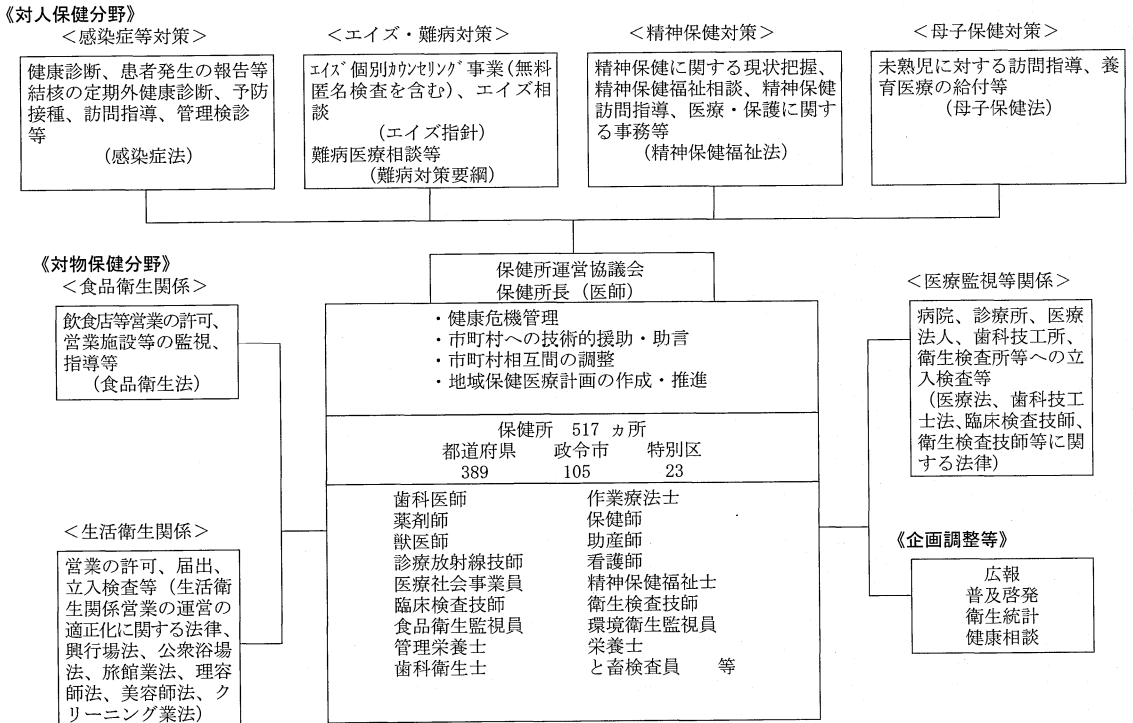 《対人保健分野》
＜感染症等対策＞
健康診断、患者発生の報告等
結核の定期外健康診断、予防
接種、訪問指導、管理検診
等
(感染症法)
＜エイズ・難病対策＞
ｴｲｽﾞ個別ｶｳﾝｾﾘﾝｸﾞ事業(無料
匿名検査を含む)、エイズ相
談
(エイズ指針)
難病医療相談等
(難病対策要綱)
＜精神保健対策＞
精神保健に関する現状把握、
精神保健福祉相談、精神保健
訪問指導、医療・保護に関す
る事務等
(精神保健福祉法)
＜母子保健対策＞
未熟児に対する訪問指導、養
育医療の給付等
(母子保健法)
《対物保健分野》
＜食品衛生関係＞
飲食店等営業の許可、
営業施設等の監視、
指導等
(食品衛生法)
＜生活衛生関係＞
営業の許可、届出、
立入検査等（生活衛
生関係営業の運営の
適正化に関する法律、
興行場法、公衆浴場
法、旅館業法、理容
師法、美容師法、ク
リーニング業法）
保健所運営協議会
保健所長（医師）
・健康危機管理
・市町村への技術的援助・助言
・市町村相互間の調整
・地域保健医療計画の作成・推進
保健所 517 ヵ所
都道府県 政令市 特別区
389 105 23
歯科医師 作業療法士
薬剤師 保健師
獣医師 助産師
診療放射線技師 看護師
医療社会事業員 精神保健福祉士
臨床検査技師 衛生検査技師
食品衛生監視員 環境衛生監視員
管理栄養士 栄養士
歯科衛生士 と畜検査員 等
＜医療監視等関係＞
病院、診療所、医療
法人、歯科技工所、
衛生検査所等への立
入検査等
（医療法、歯科技工
士法、臨床検査技師、
衛生検査技師等に関
する法律）
《企画調整等》
広報
普及啓発
衛生統計
健康相談